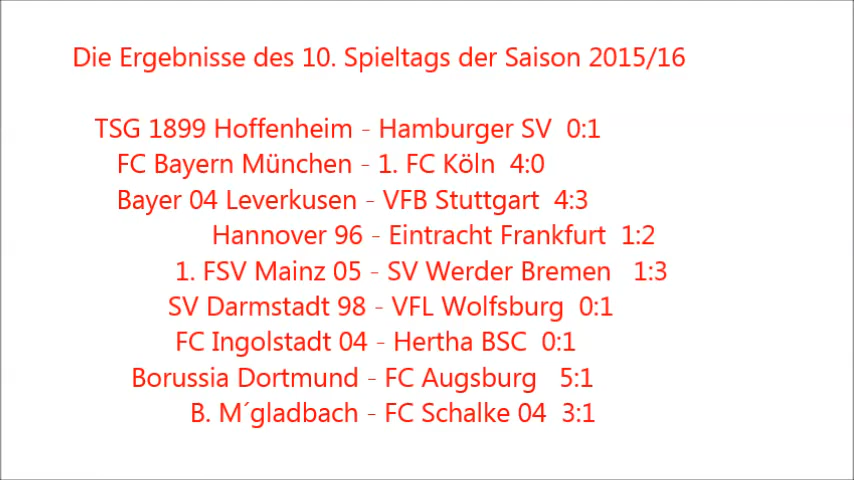 Die Ergebnisse des 10. Spieltags der Saison 2015/16
TSG 1899 Hoffenheim - Hamburger SV 0:1
FC Bayern München - 1. FC Köln 4:0
Bayer 04 Leverkusen - VFB Stuttgart 4:3
Hannover 96 - Eintracht Frankfurt 1:2
1. FSV Mainz 05 - SV Werder Bremen 1:3
SV Darmstadt 98 - VFL Wolfsburg 0:1
FC Ingolstadt 04 - Hertha BSC 0:1
Borussia Dortmund - FC Augsburg 5:1
B. M´gladbach - FC Schalke 04 3:1